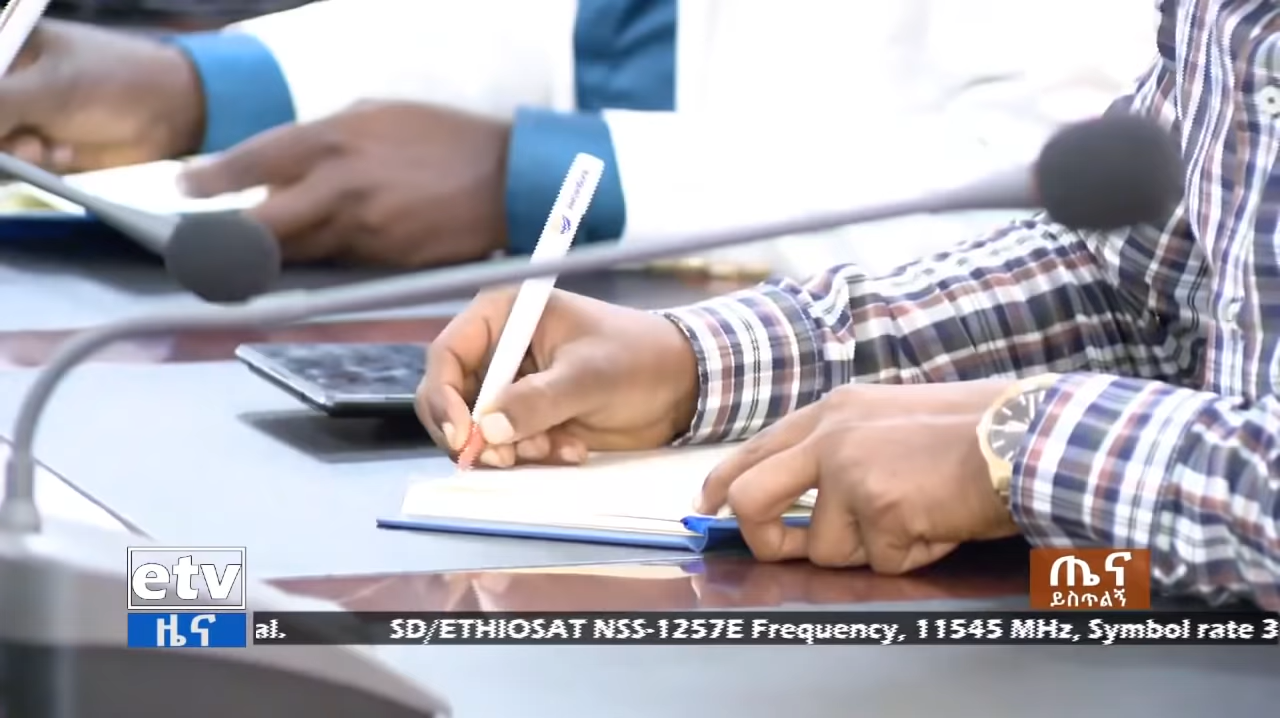 etv
ዜና
ጤና
ይስጥልኝ
al. SD/ETHIOSAT NSS-1257E Frequency, 11545 MHz, Symbol rate 3